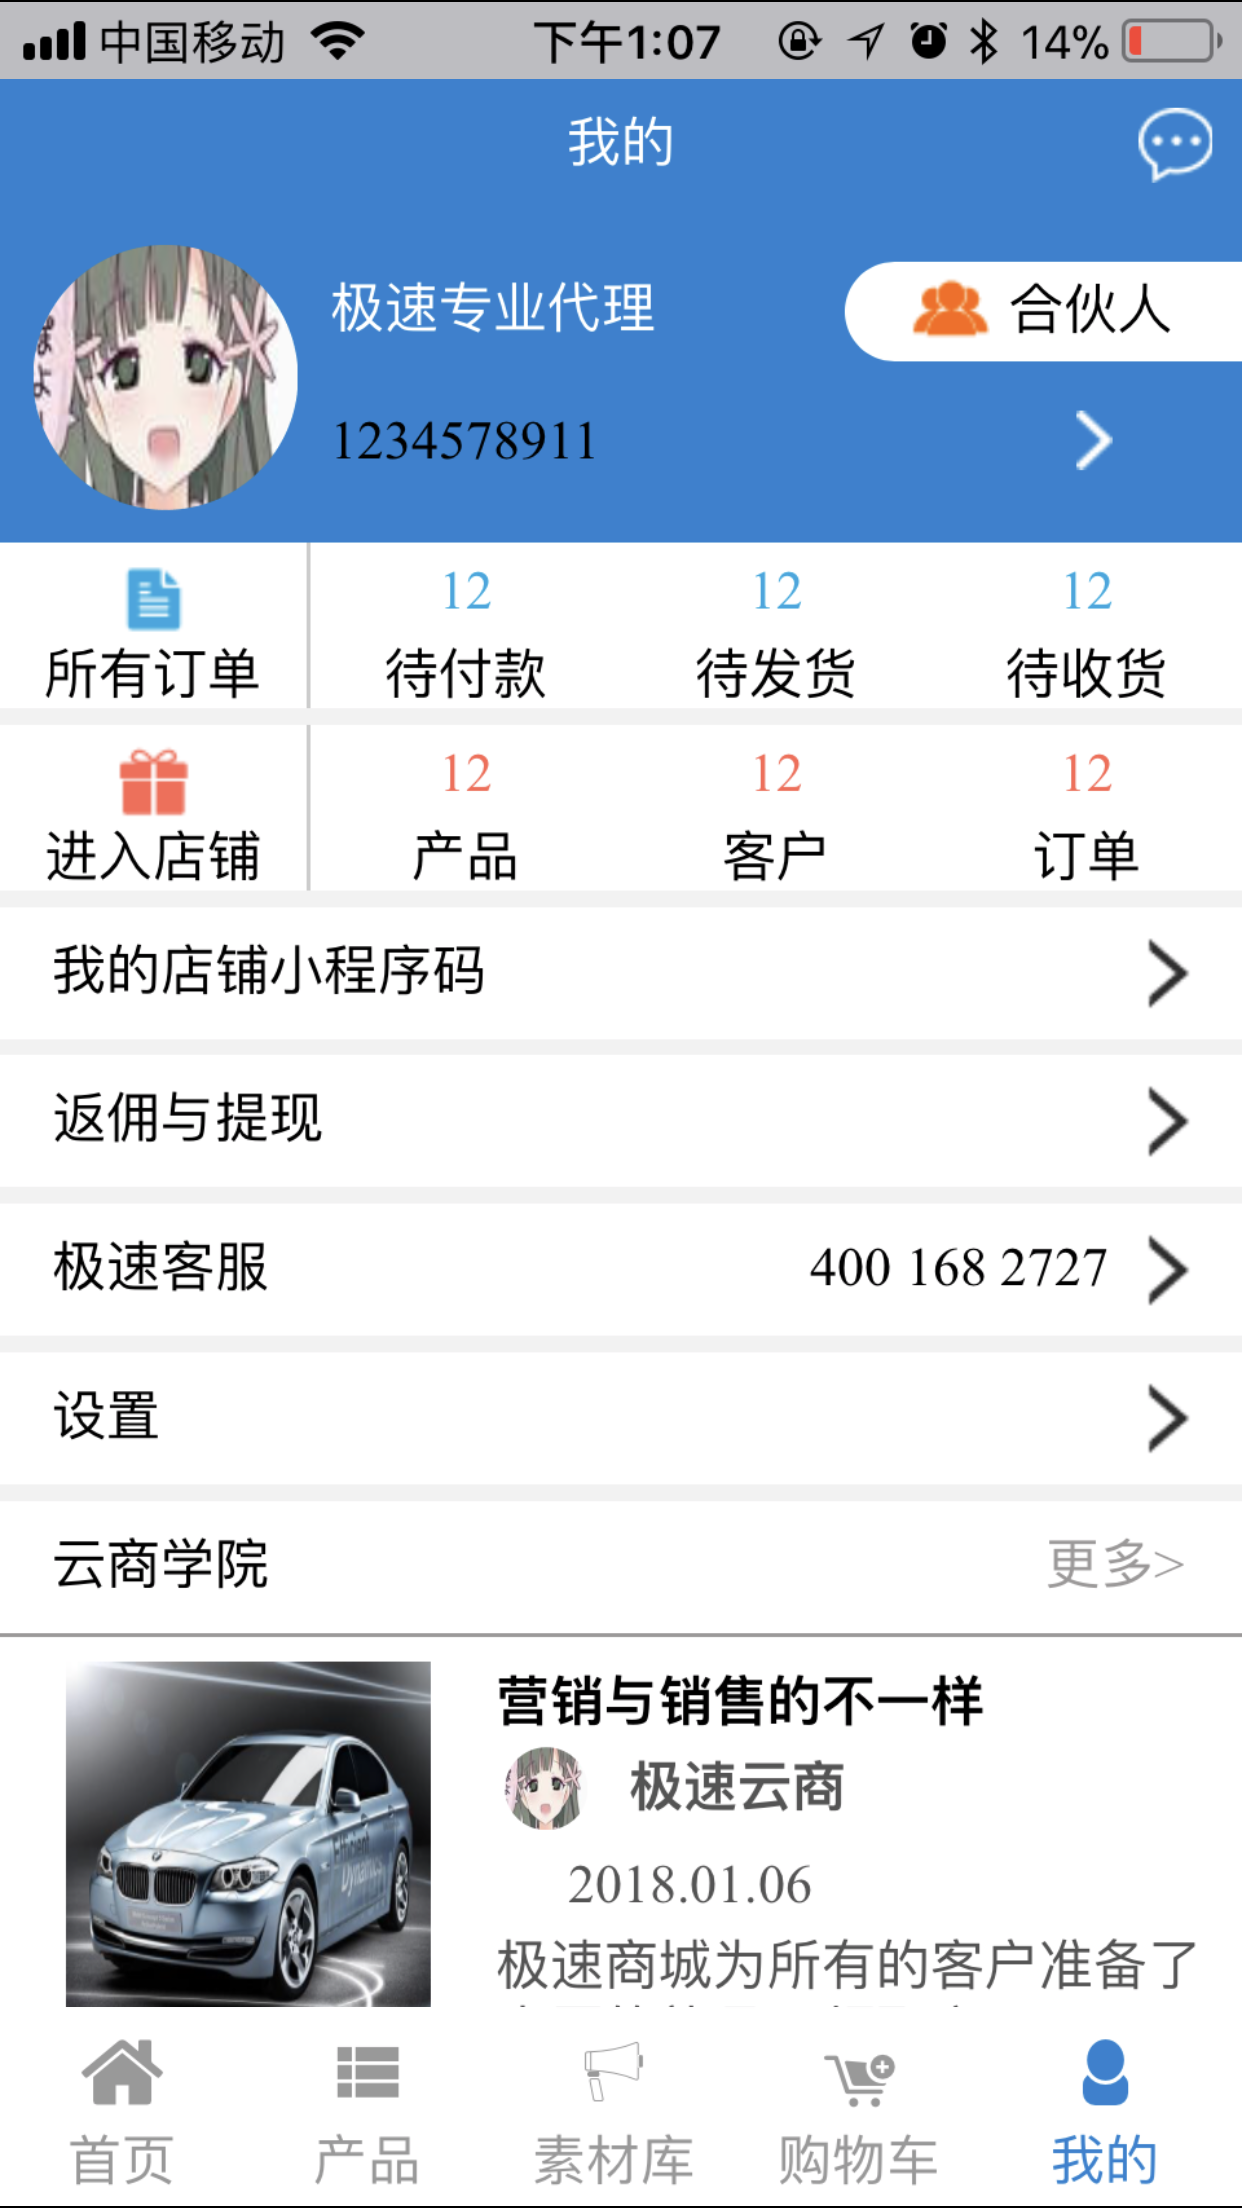 中国移动 下午1:07 14%
我的
极速专业代理 合伙人
1234578911
12 12 12
所有订单 待付款 待发货 待收货
12 12 12
进入店铺 产品 客户 订单
我的店铺小程序码
返佣与提现
极速客服 400 168 2727
设置
云商学院 更多>
营销与销售的不一样
极速云商
2018.01.06
极速商城为所有的客户准备了
Efficient
Dynamics
首页 产品 素材库 购物车 我的